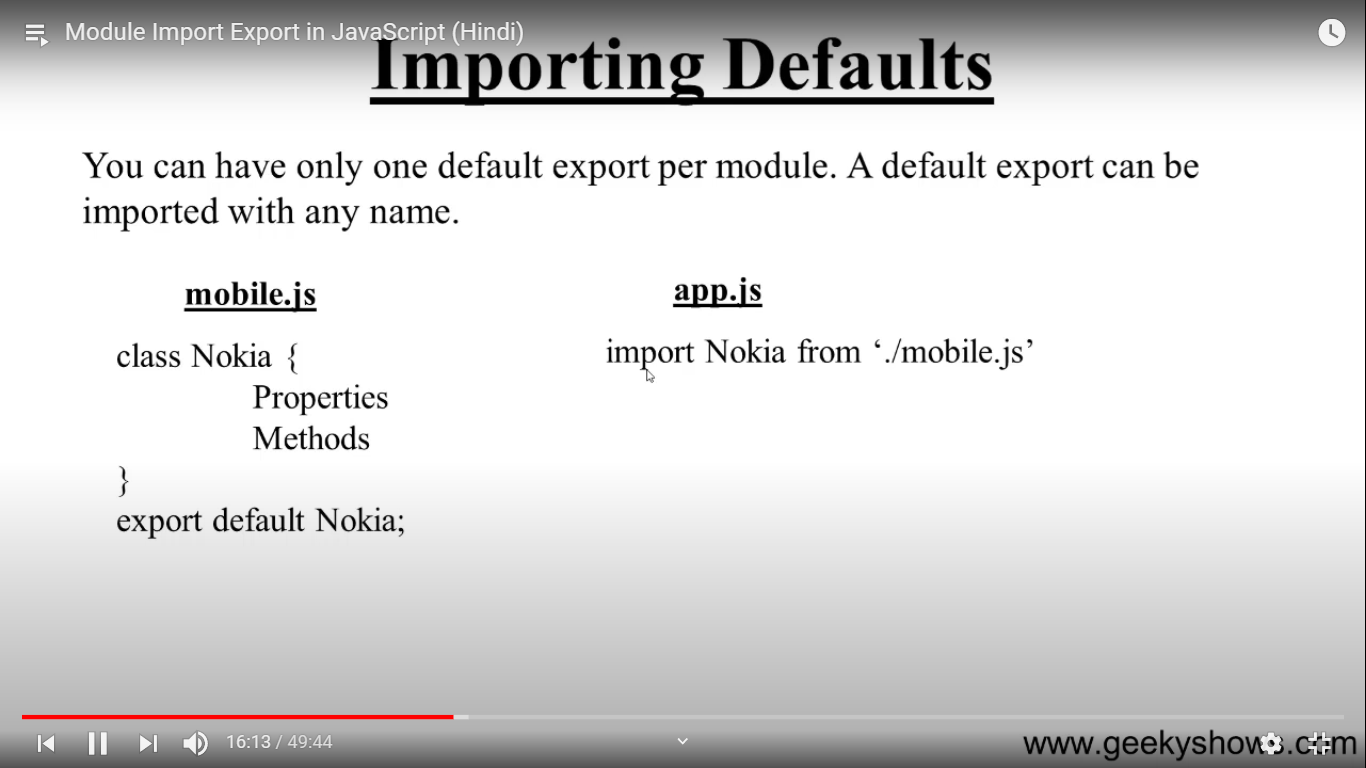 Module Import Export in JavaScript (Hindi)
Importing Defaults
You can have only one default export per module. A default export can be
imported with any name.
mobile.js
class Nokia {
Properties
Methods
}
export default Nokia;
app.js
import Nokia from ‘./mobile.js’
16:13 / 49:44
www.geekyshows.com